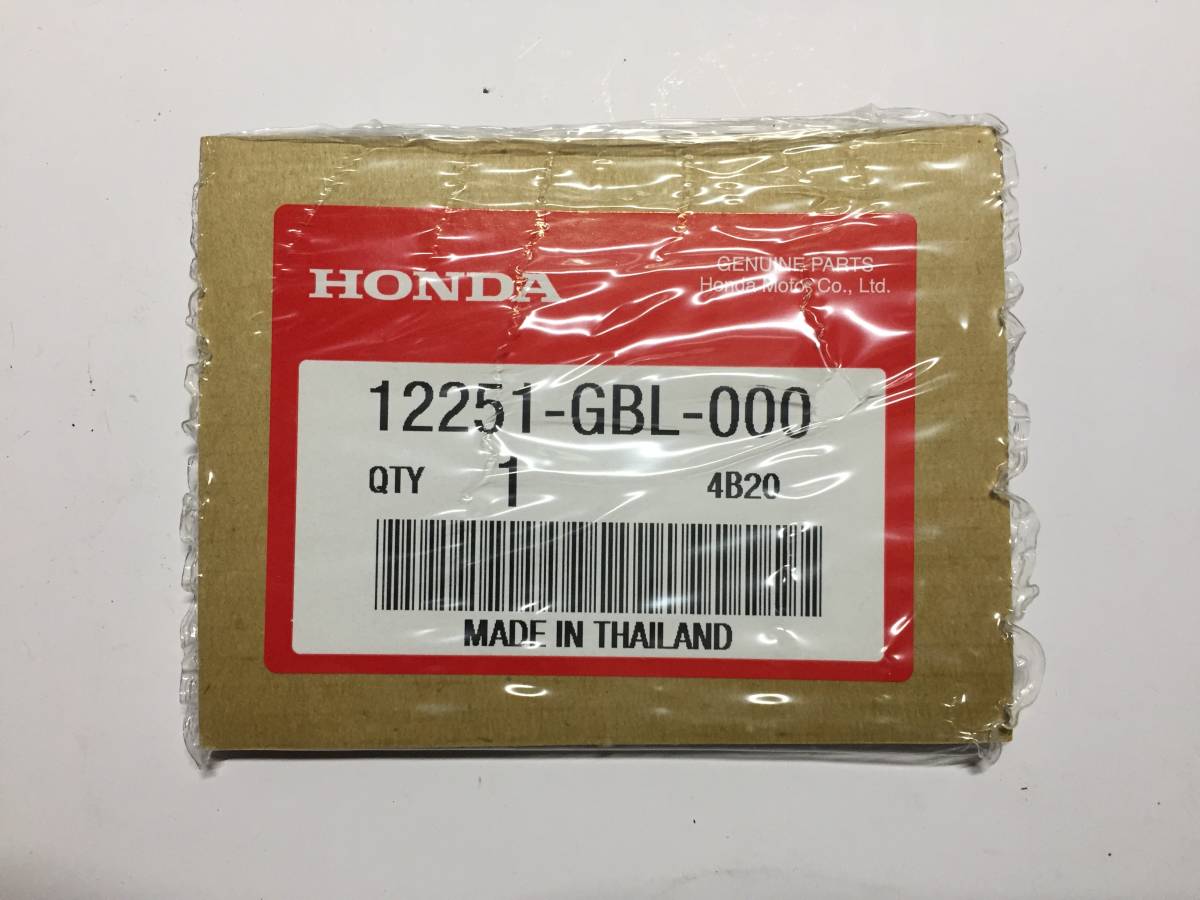 HONDA
GENUINE PARTS
Honda Motor Co., Ltd.
12251-GBL-000
QTY 1 4B20
MADE IN THAILAND